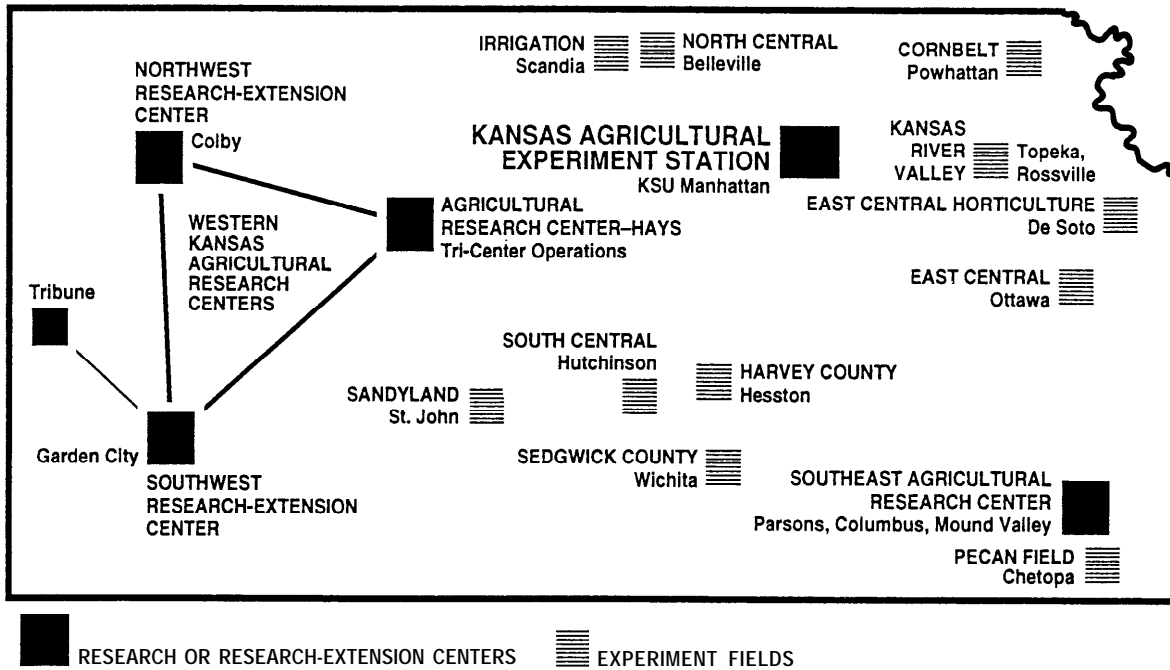 IRRIGATION
Scandia
NORTH CENTRAL
Belleville
CORNBELT
Powhattan
NORTHWEST
RESEARCH-EXTENSION
CENTER
Colby
KANSAS AGRICULTURAL
EXPERIMENT STATION
KSU Manhattan
KANSAS
RIVER
VALLEY
Topeka,
Rossville
AGRICULTURAL
RESEARCH CENTER–HAYS
Tri-Center Operations
EAST CENTRAL HORTICULTURE
De Soto
WESTERN
KANSAS
AGRICULTURAL
RESEARCH
CENTERS
EAST CENTRAL
Ottawa
Tribune
SOUTH CENTRAL
Hutchinson
HARVEY COUNTY
Hesston
SANDYLAND
St. John
Garden City
SOUTHWEST
RESEARCH-EXTENSION
CENTER
SEDGWICK COUNTY
Wichita
SOUTHEAST AGRICULTURAL
RESEARCH CENTER
Parsons, Columbus, Mound Valley
PECAN FIELD
Chetopa
RESEARCH OR RESEARCH-EXTENSION CENTERS
EXPERIMENT FIELDS